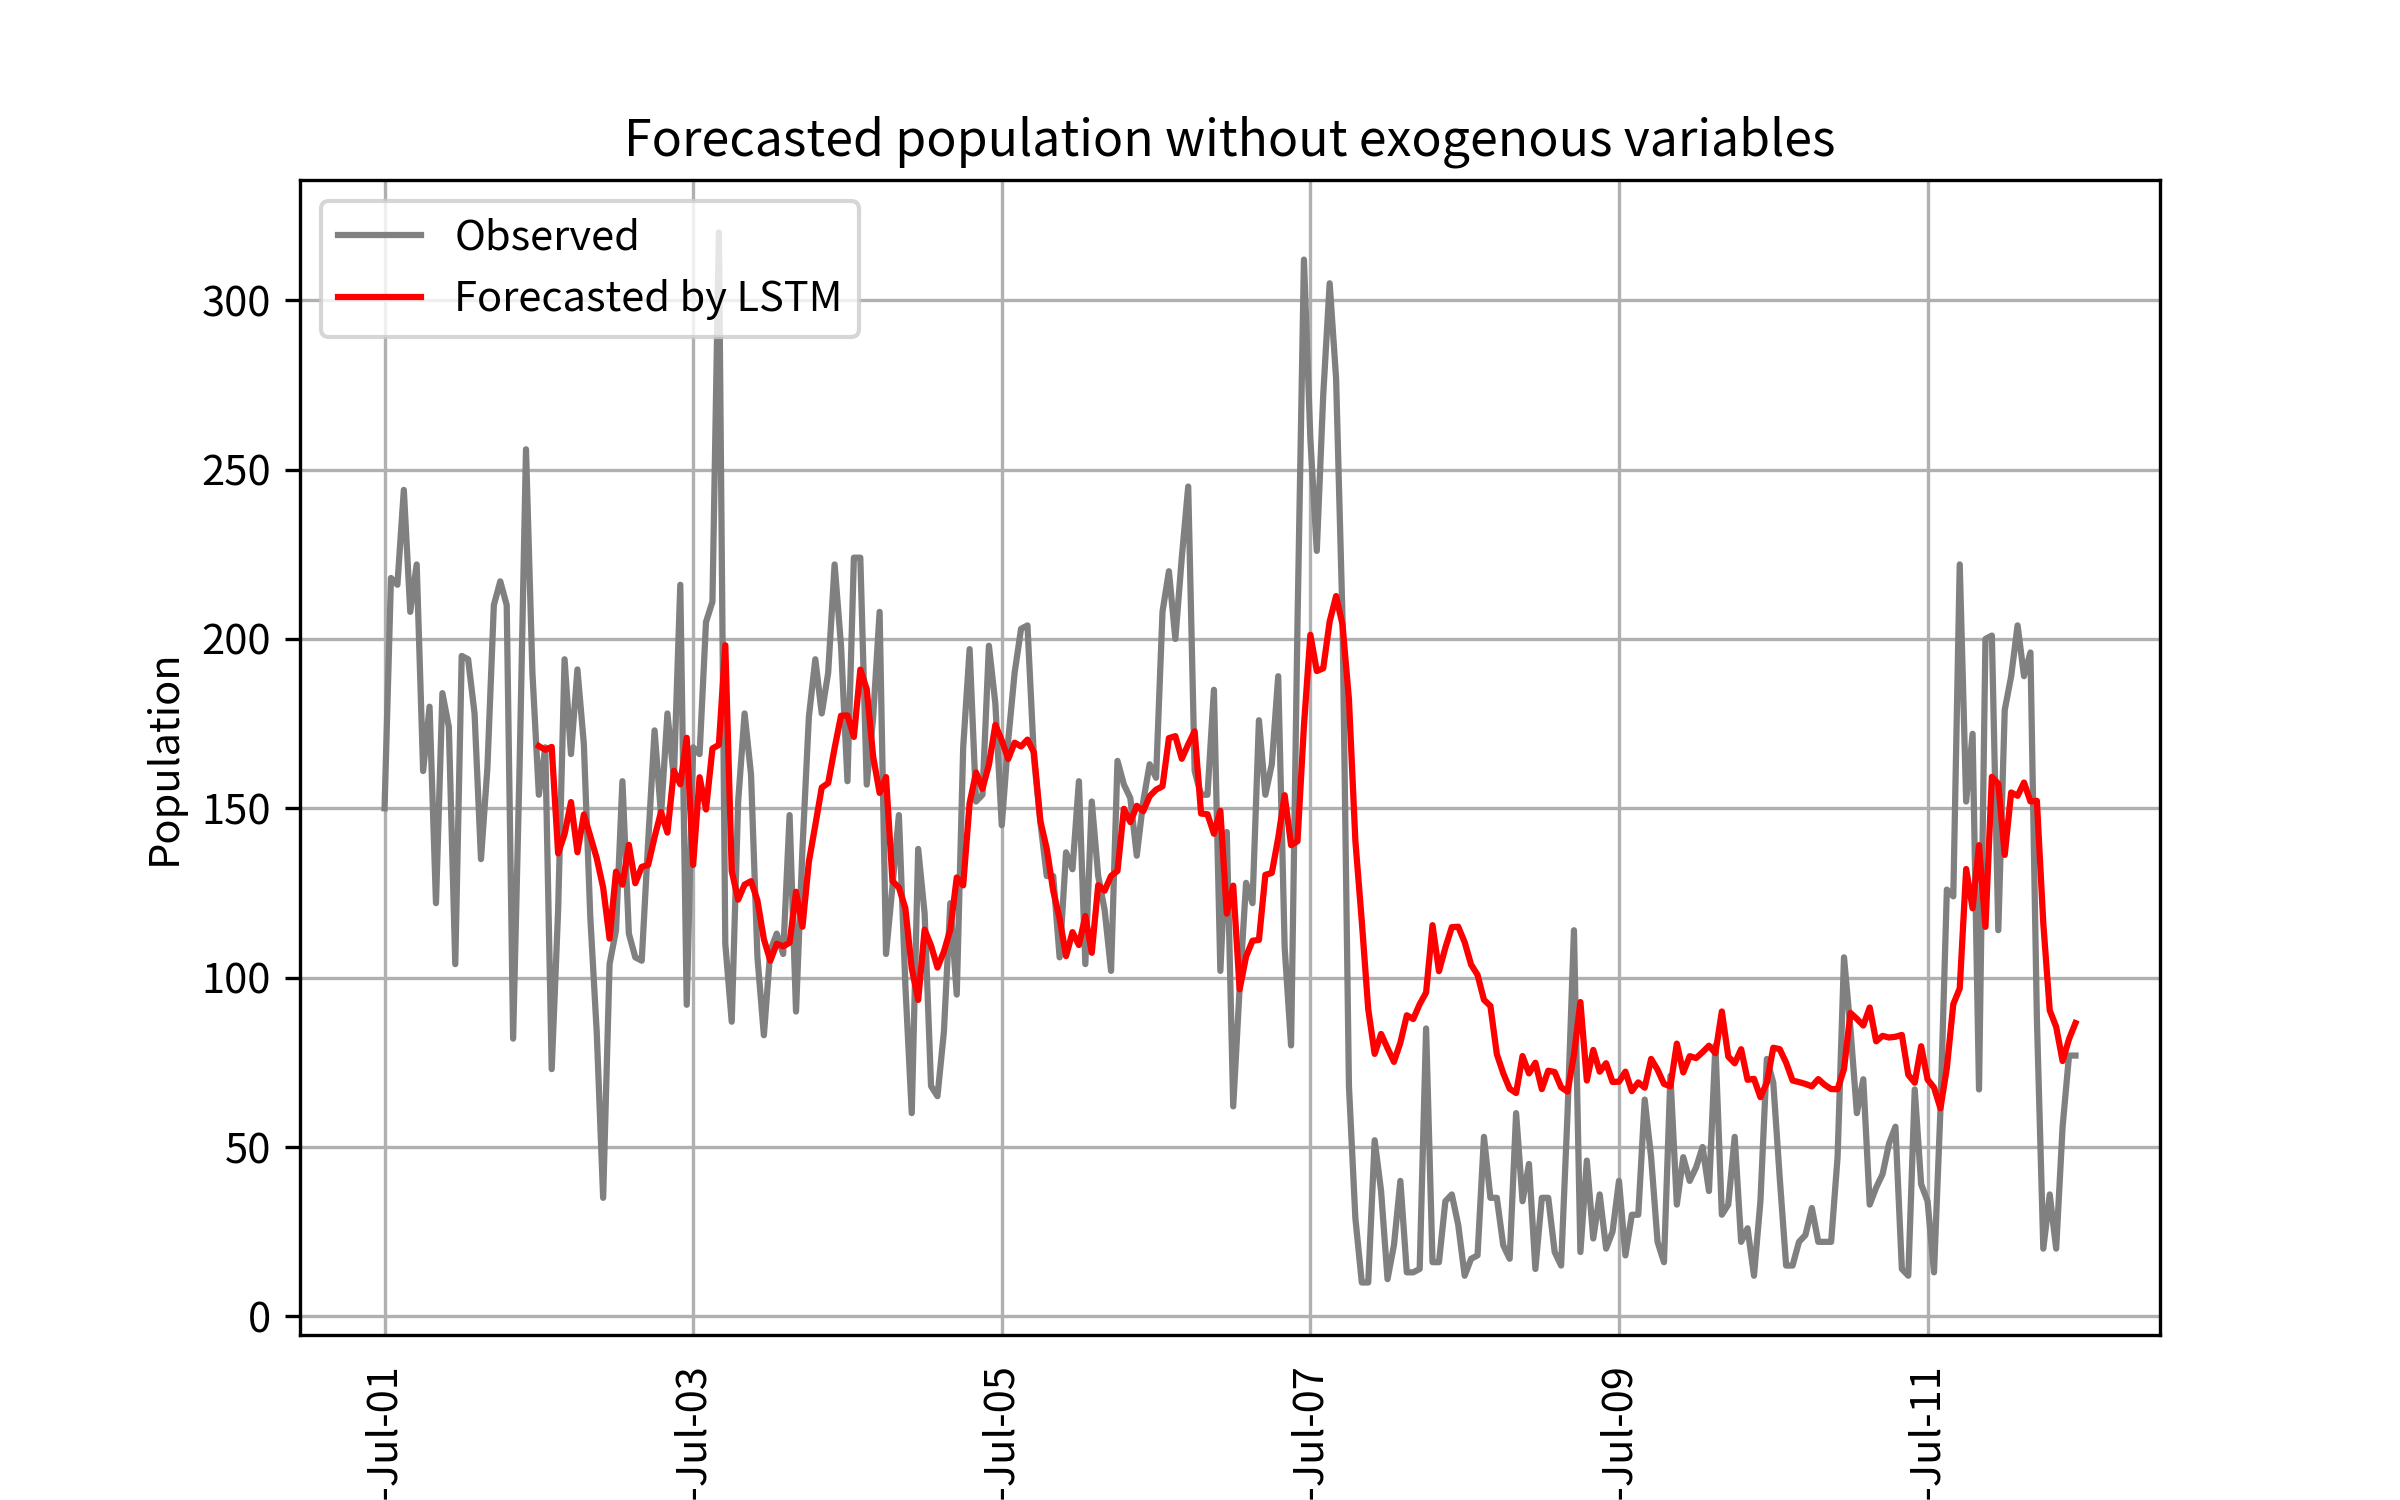 Forecasted population without exogenous variables
Observed
Forecasted by LSTM
300
250
200
150
100
50
0
Population
-Jul-01
-Jul-03
-Jul-05
-Jul-07
-Jul-09
-Jul-11